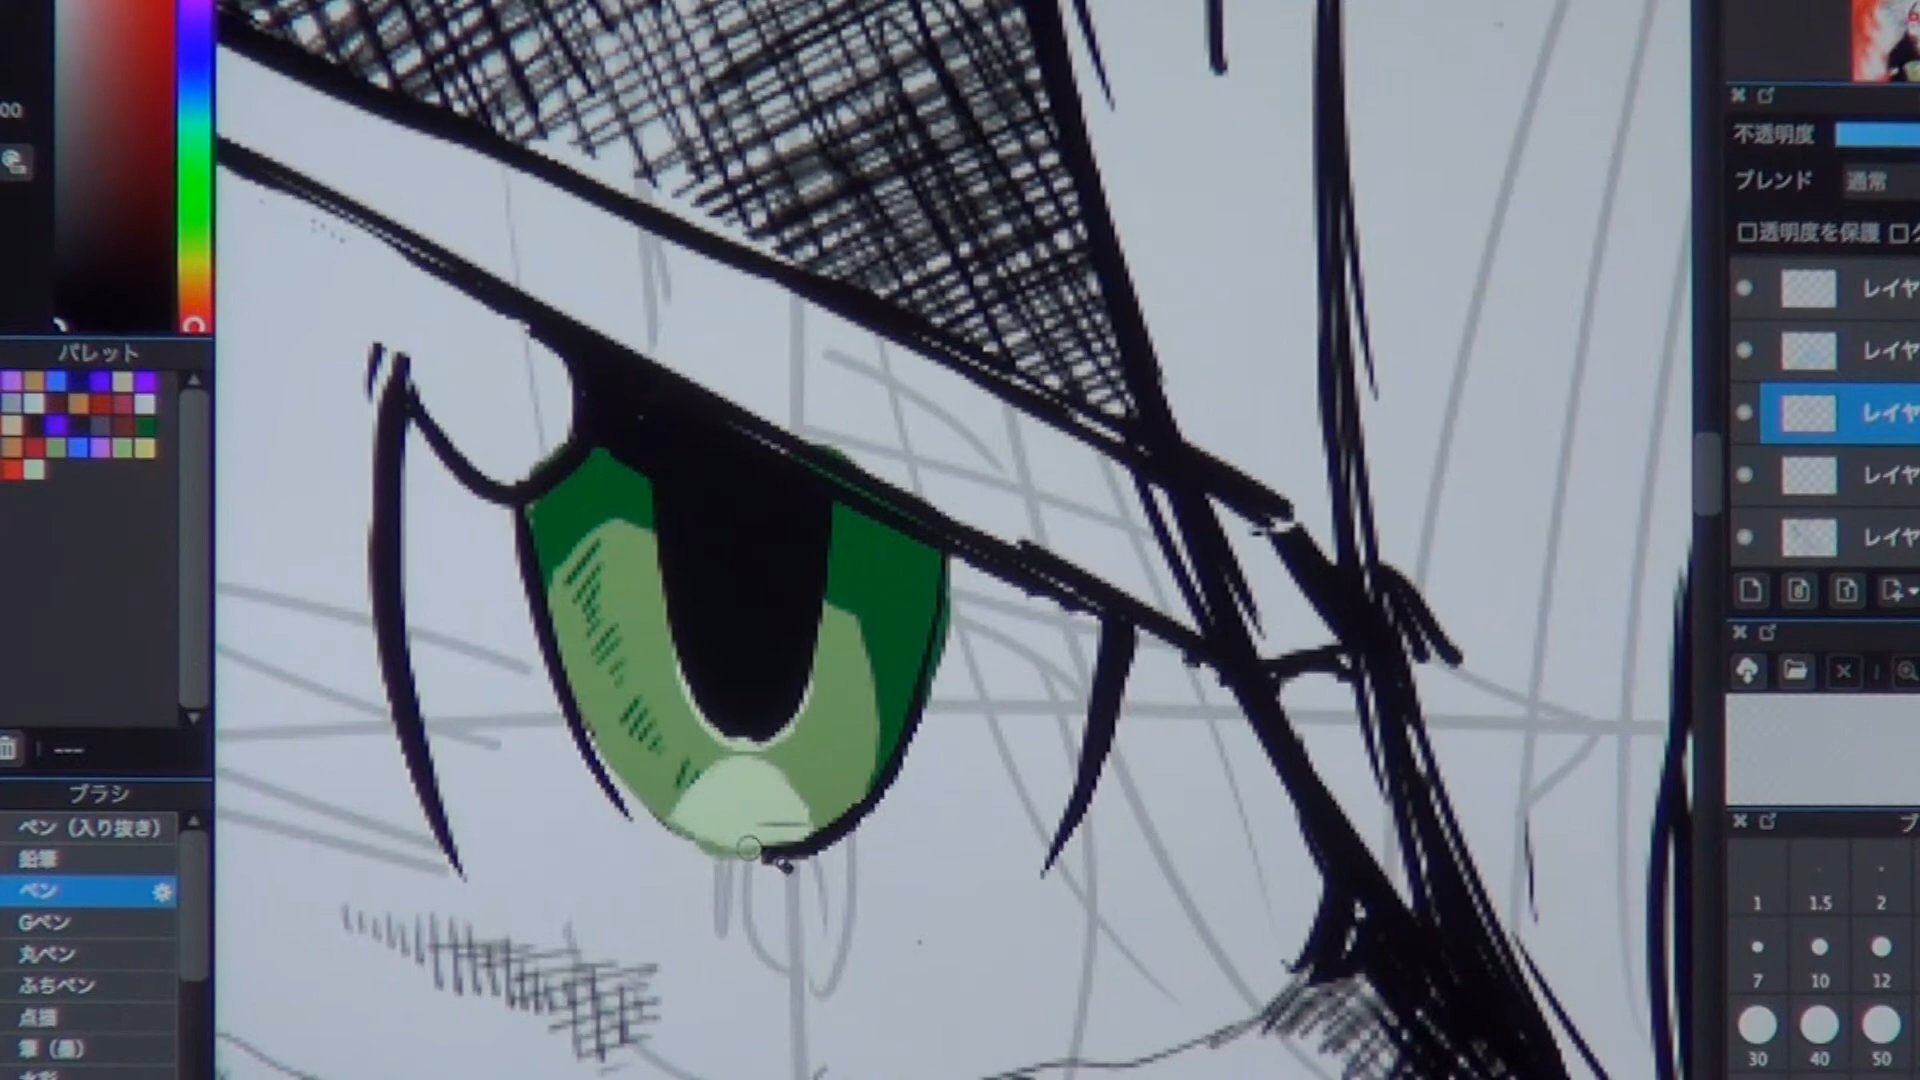 00
パレット
---
ブラシ
ペン（入り抜き）
鉛筆
ペン
Gペン
丸ペン
ふちペン
点描
筆（墨）
不透明度
ブレンド 通常
透明度を保護
レイヤ
レイヤ
レイヤ
レイヤ
レイヤ
8 1
ブ
1 1.5 2
7 10 12
30 40 50